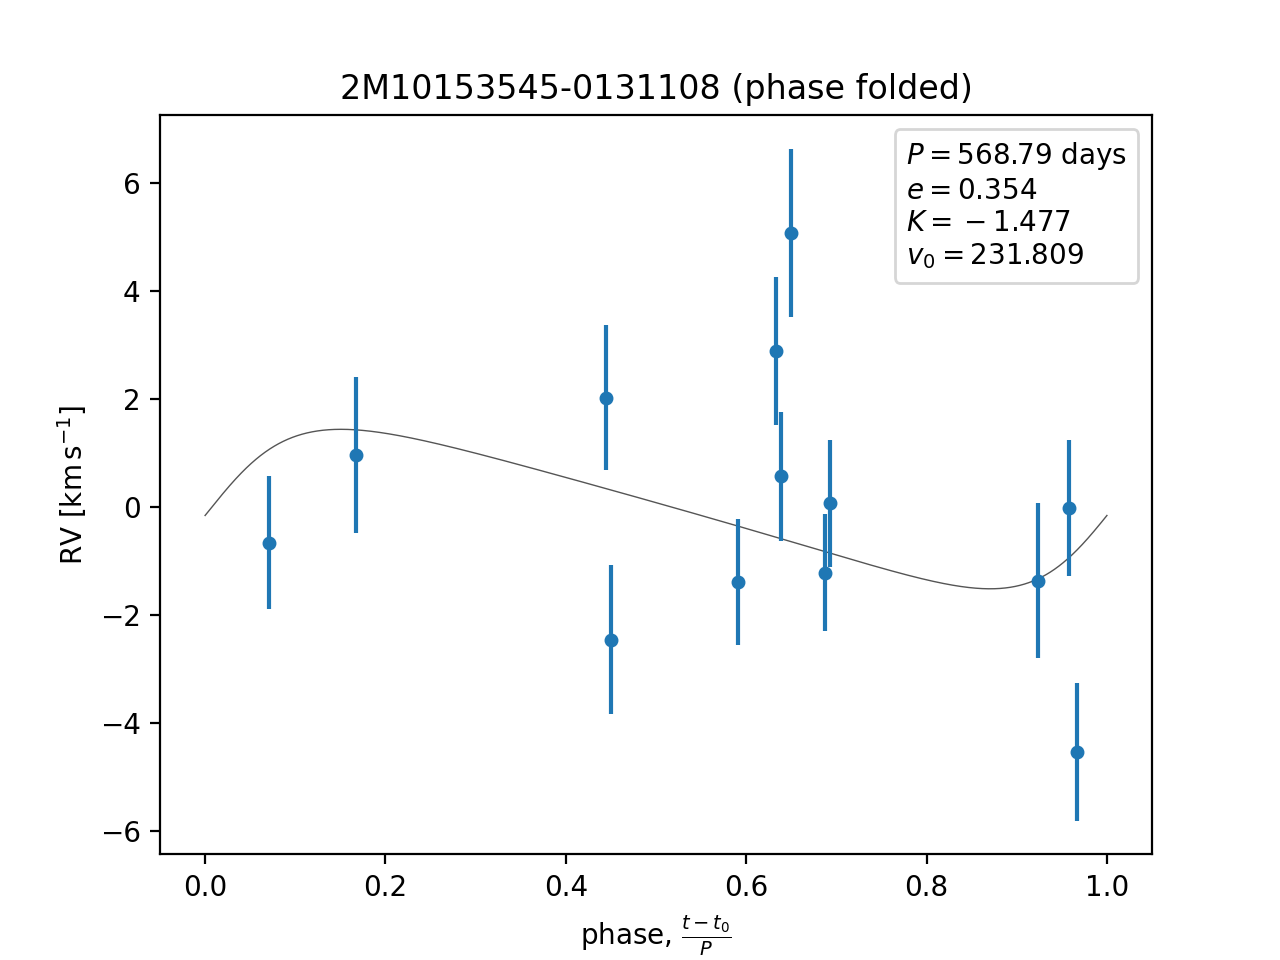 2M10153545-0131108 (phase folded)
P = 568.79 days
e = 0.354
K = −1.477
v₀ = 231.809
6
4
2
0
−2
−4
−6
RV [km s⁻¹]
0.0 0.2 0.4 0.6 0.8 1.0
phase, (t − t₀)/P